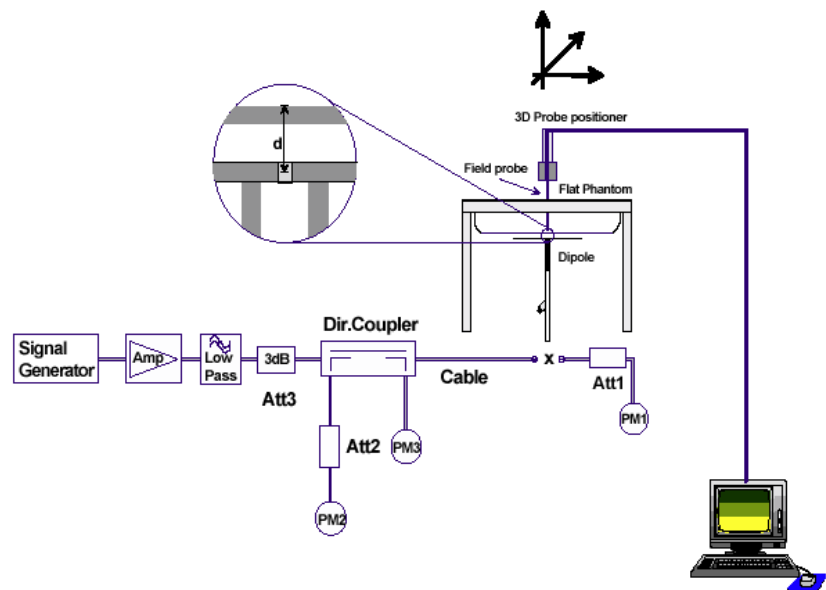 3D Probe positioner
d
Field probe
Flat Phantom
Dipole
Dir.Coupler
Signal
Generator
Amp
Low
Pass
3dB
Cable
x
Att1
Att3
PM1
Att2
PM3
PM2